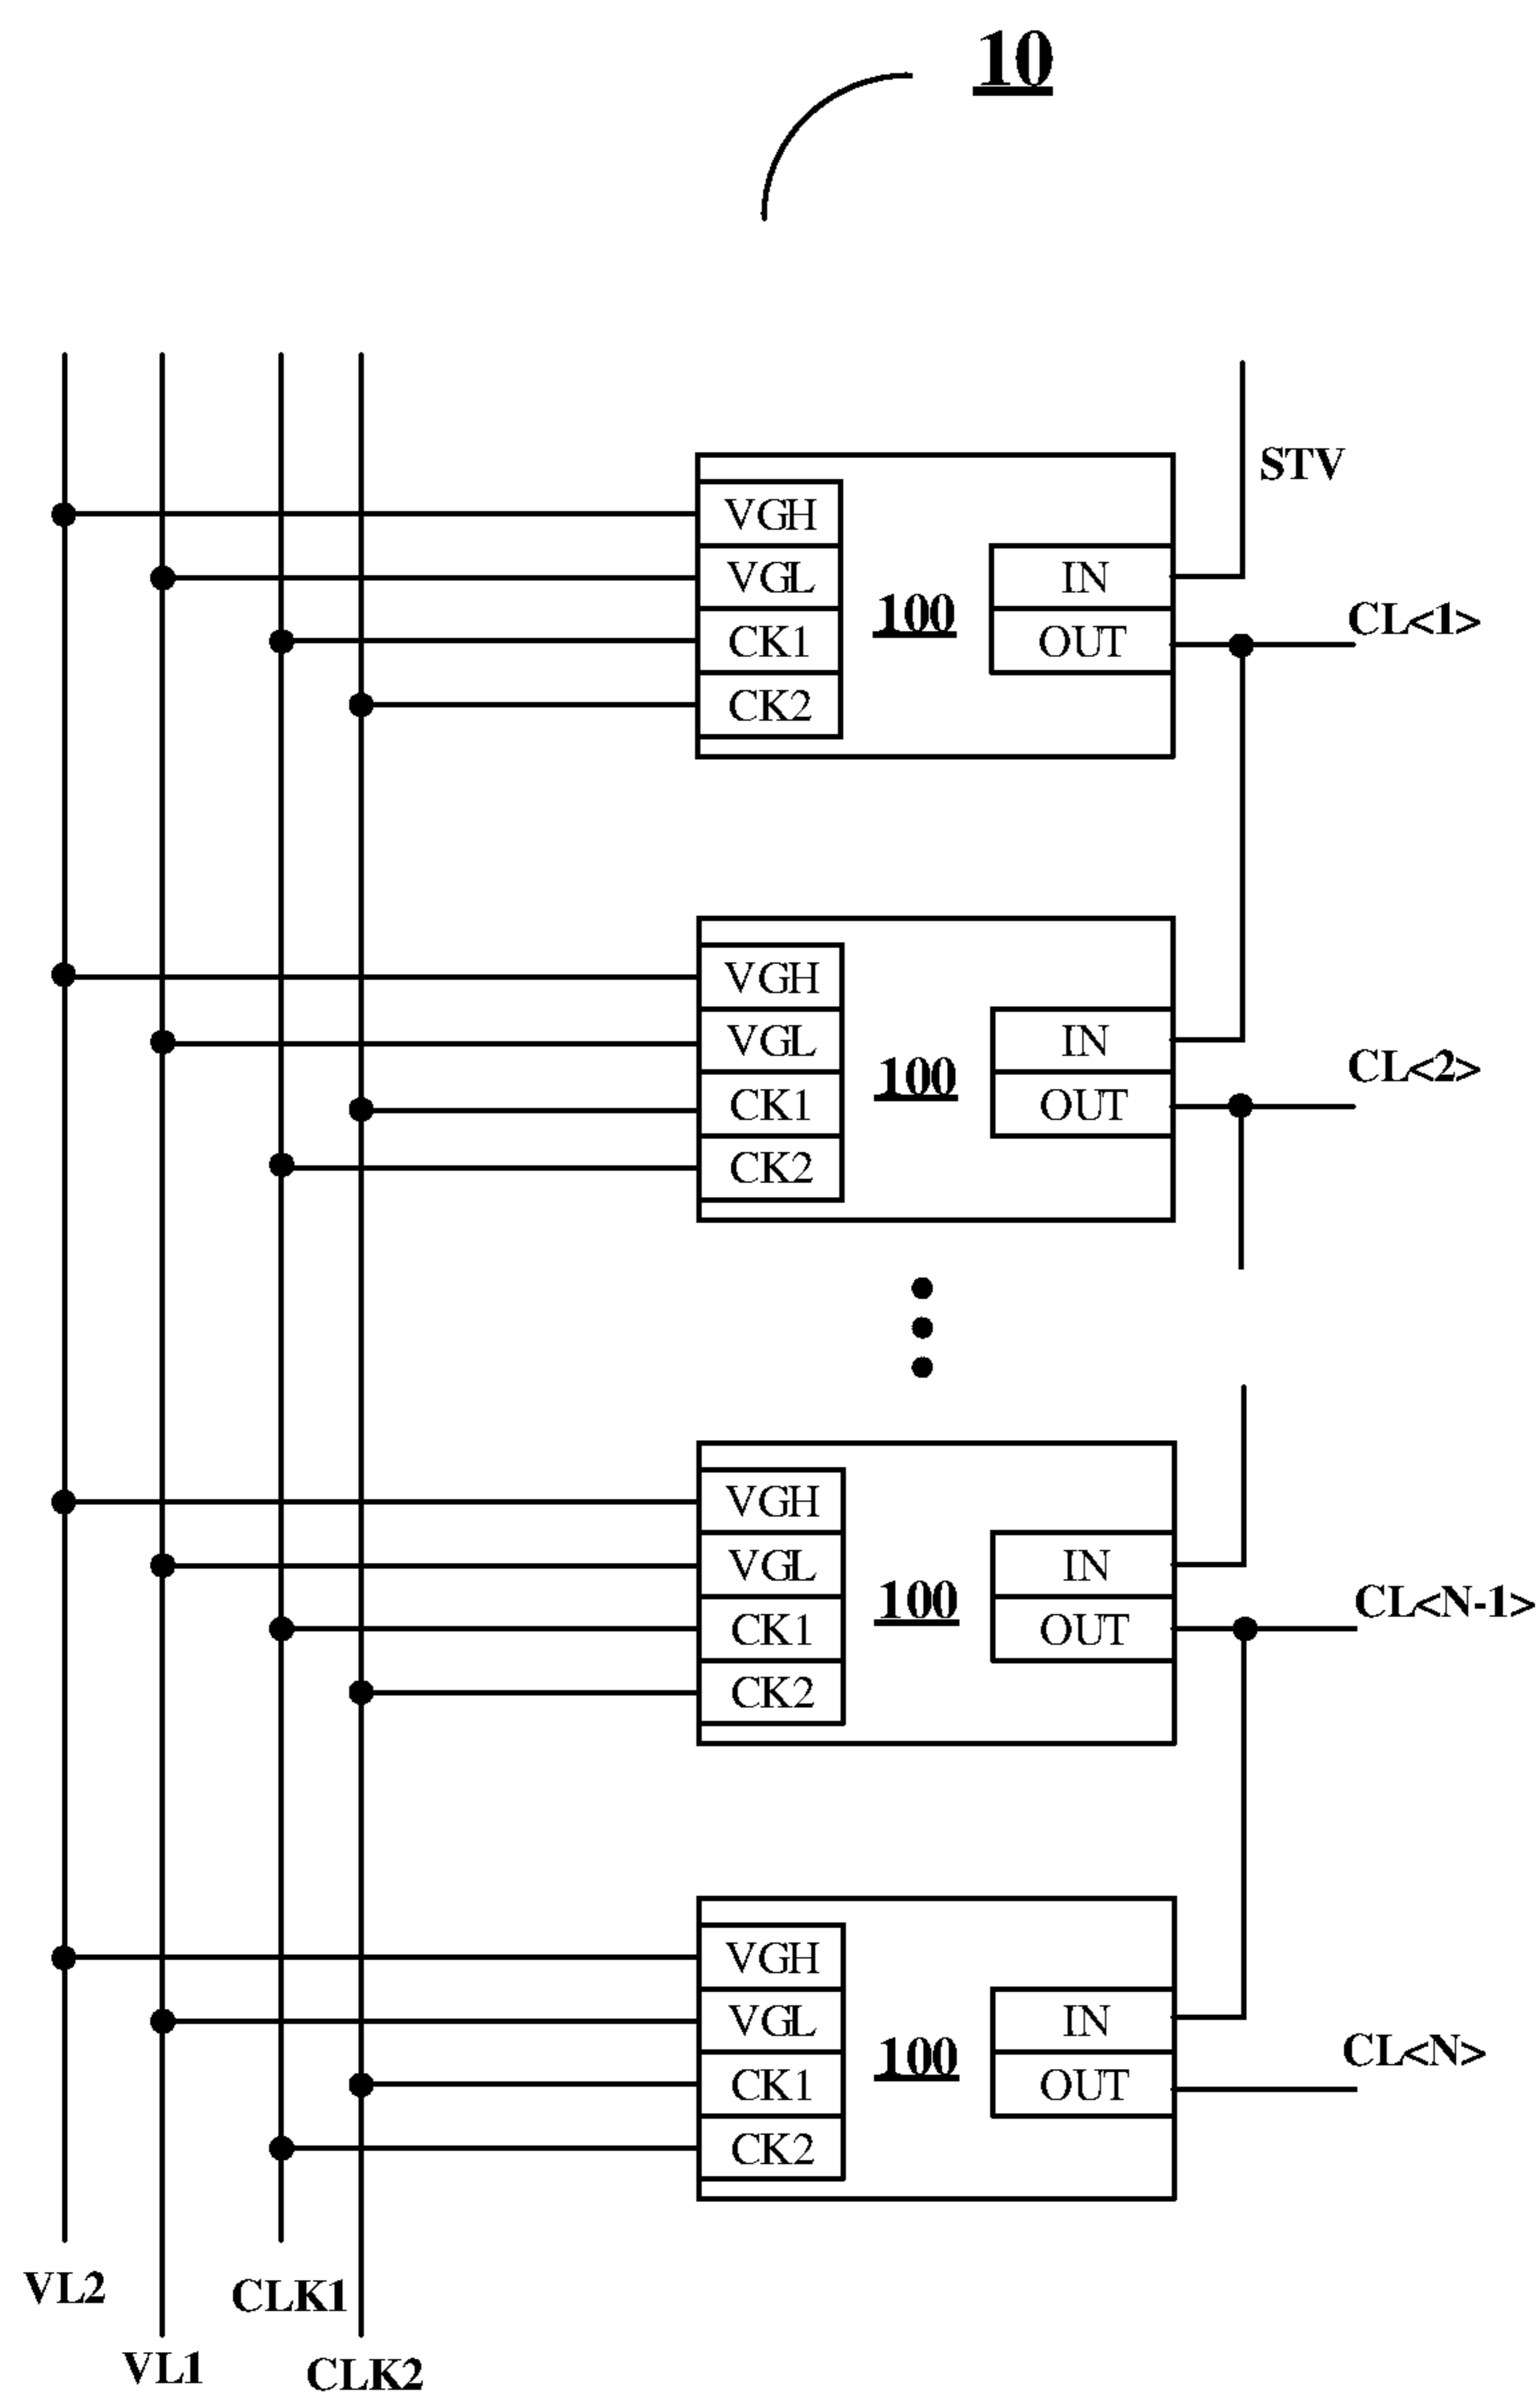 10
STV
VGH
VGL
CK1
CK2
100
IN
OUT
CL<1>
VGH
VGL
CK1
CK2
100
IN
OUT
CL<2>
VGH
VGL
CK1
CK2
100
IN
OUT
CL<N-1>
VGH
VGL
CK1
CK2
100
IN
OUT
CL<N>
VL2
VL1
CLK1
CLK2